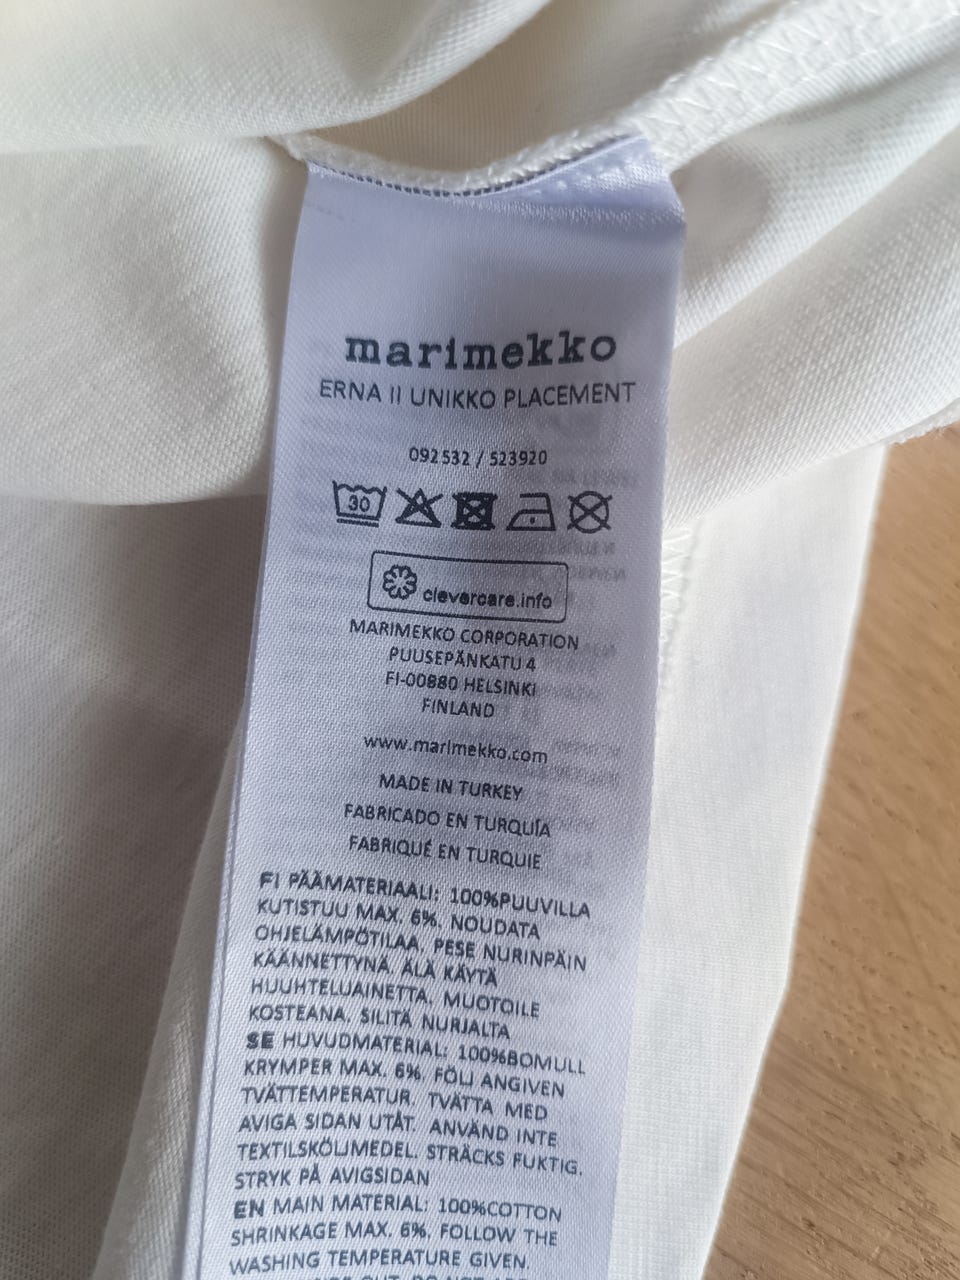 marimekko
ERNA II UNIKKO PLACEMENT
092532 / 523920
30
clevercare.info
MARIMEKKO CORPORATION
PUUSEPÄNKATU 4
FI-00880 HELSINKI
FINLAND
www.marimekko.com
MADE IN TURKEY
FABRICADO EN TURQUÍA
FABRIQUÉ EN TURQUIE
FI PÄÄMATERIAALI: 100%PUUVILLA
KUTISTUU MAX. 6%. NOUDATA
OHJELÄMPÖTILAA. PESE NURINPÄIN
KÄÄNNETTYNÄ. ÄLÄ KÄYTÄ
HUUHTELUAINETTA. MUOTOILE
KOSTEANA. SILITÄ NURJALTA
SE HUVUDMATERIAL: 100%BOMULL
KRYMPER MAX. 6%. FÖLJ ANGIVEN
TVÄTTEMPERATUR. TVÄTTA MED
AVIGA SIDAN UTÅT. ANVÄND INTE
TEXTILSKÖLJMEDEL. STRÄCKS FUKTIG.
STRYK PÅ AVIGSIDAN
EN MAIN MATERIAL: 100%COTTON
SHRINKAGE MAX. 6%. FOLLOW THE
WASHING TEMPERATURE GIVEN.